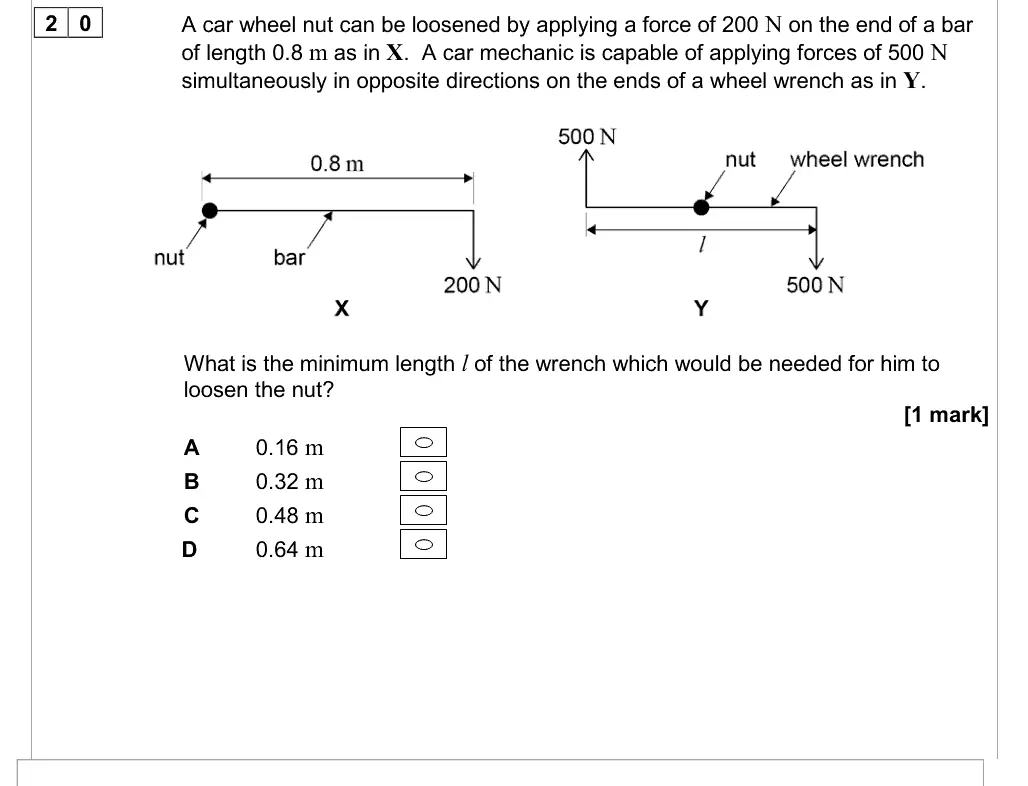 2 0
A car wheel nut can be loosened by applying a force of 200 N on the end of a bar
of length 0.8 m as in X. A car mechanic is capable of applying forces of 500 N
simultaneously in opposite directions on the ends of a wheel wrench as in Y.
0.8 m
nut
bar
200 N
X
500 N
nut
wheel wrench
l
500 N
Y
What is the minimum length l of the wrench which would be needed for him to
loosen the nut?
[1 mark]
A 0.16 m
B 0.32 m
C 0.48 m
D 0.64 m